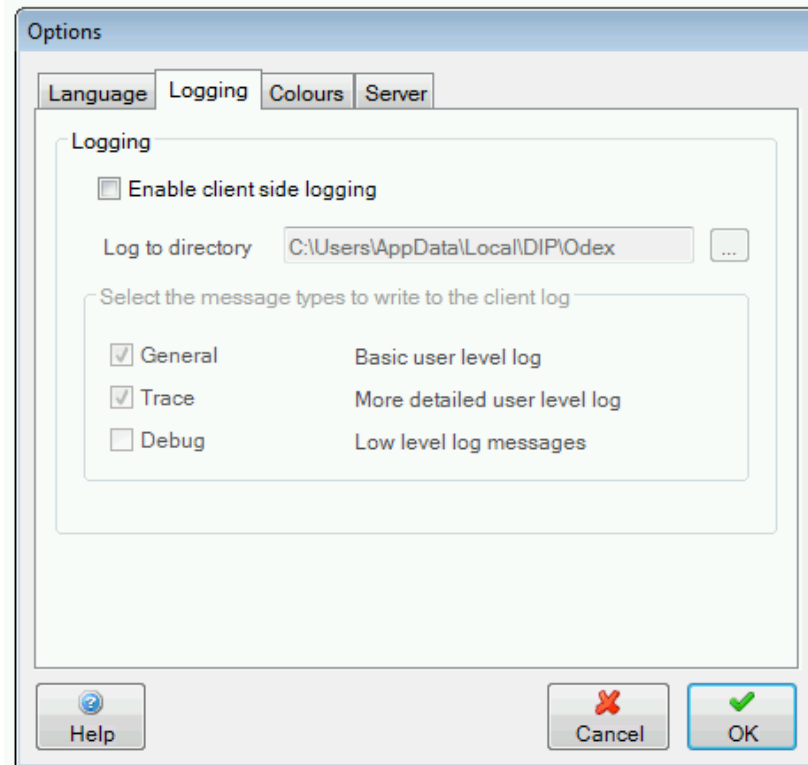 Options
Language Logging Colours Server
Logging
Enable client side logging
Log to directory C:\Users\AppData\Local\DIP\Odex ...
Select the message types to write to the client log
General Basic user level log
Trace More detailed user level log
Debug Low level log messages
Help Cancel OK